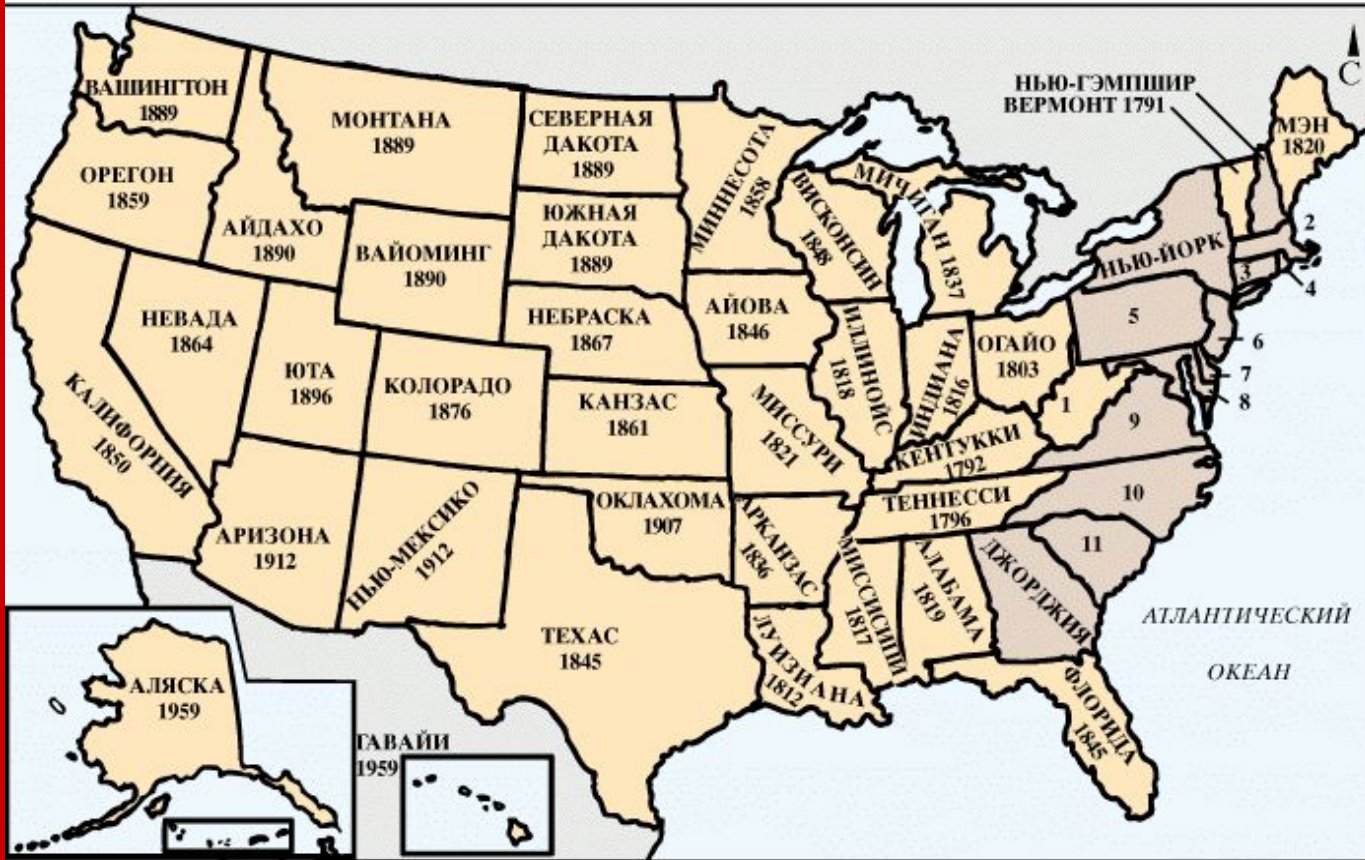 С
НЬЮ-ГЭМПШИР
ВЕРМОНТ 1791
МЭН
1820
ВАШИНГТОН
1889
МОНТАНА
1889
СЕВЕРНАЯ
ДАКОТА
1889
МИННЕСОТА
1858
ОРЕГОН
1859
АЙДАХО
1890
ВАЙОМИНГ
1890
ЮЖНАЯ
ДАКОТА
1889
ВИСКОНСИН
1848
МИЧИГАН 1837
НЬЮ-ЙОРК
2
3
4
НЕВАДА
1864
ЮТА
1896
КОЛОРАДО
1876
НЕБРАСКА
1867
АЙОВА
1846
ИЛЛИНОЙС
1818
ИНДИАНА
1816
ОГАЙО
1803
5
6
7
8
КАЛИФОРНИЯ
1850
КАНЗАС
1861
МИССУРИ
1821
КЕНТУККИ
1792
1
9
АРИЗОНА
1912
НЬЮ-МЕКСИКО
1912
ОКЛАХОМА
1907
АРКАНЗАС
1836
ТЕННЕССИ
1796
10
11
ТЕХАС
1845
ЛУИЗИАНА
1812
МИССИСИПИ
1817
АЛАБАМА
1819
ДЖОРДЖИЯ
ФЛОРИДА
1845
АТЛАНТИЧЕСКИЙ
ОКЕАН
АЛЯСКА
1959
ГАВАЙИ
1959